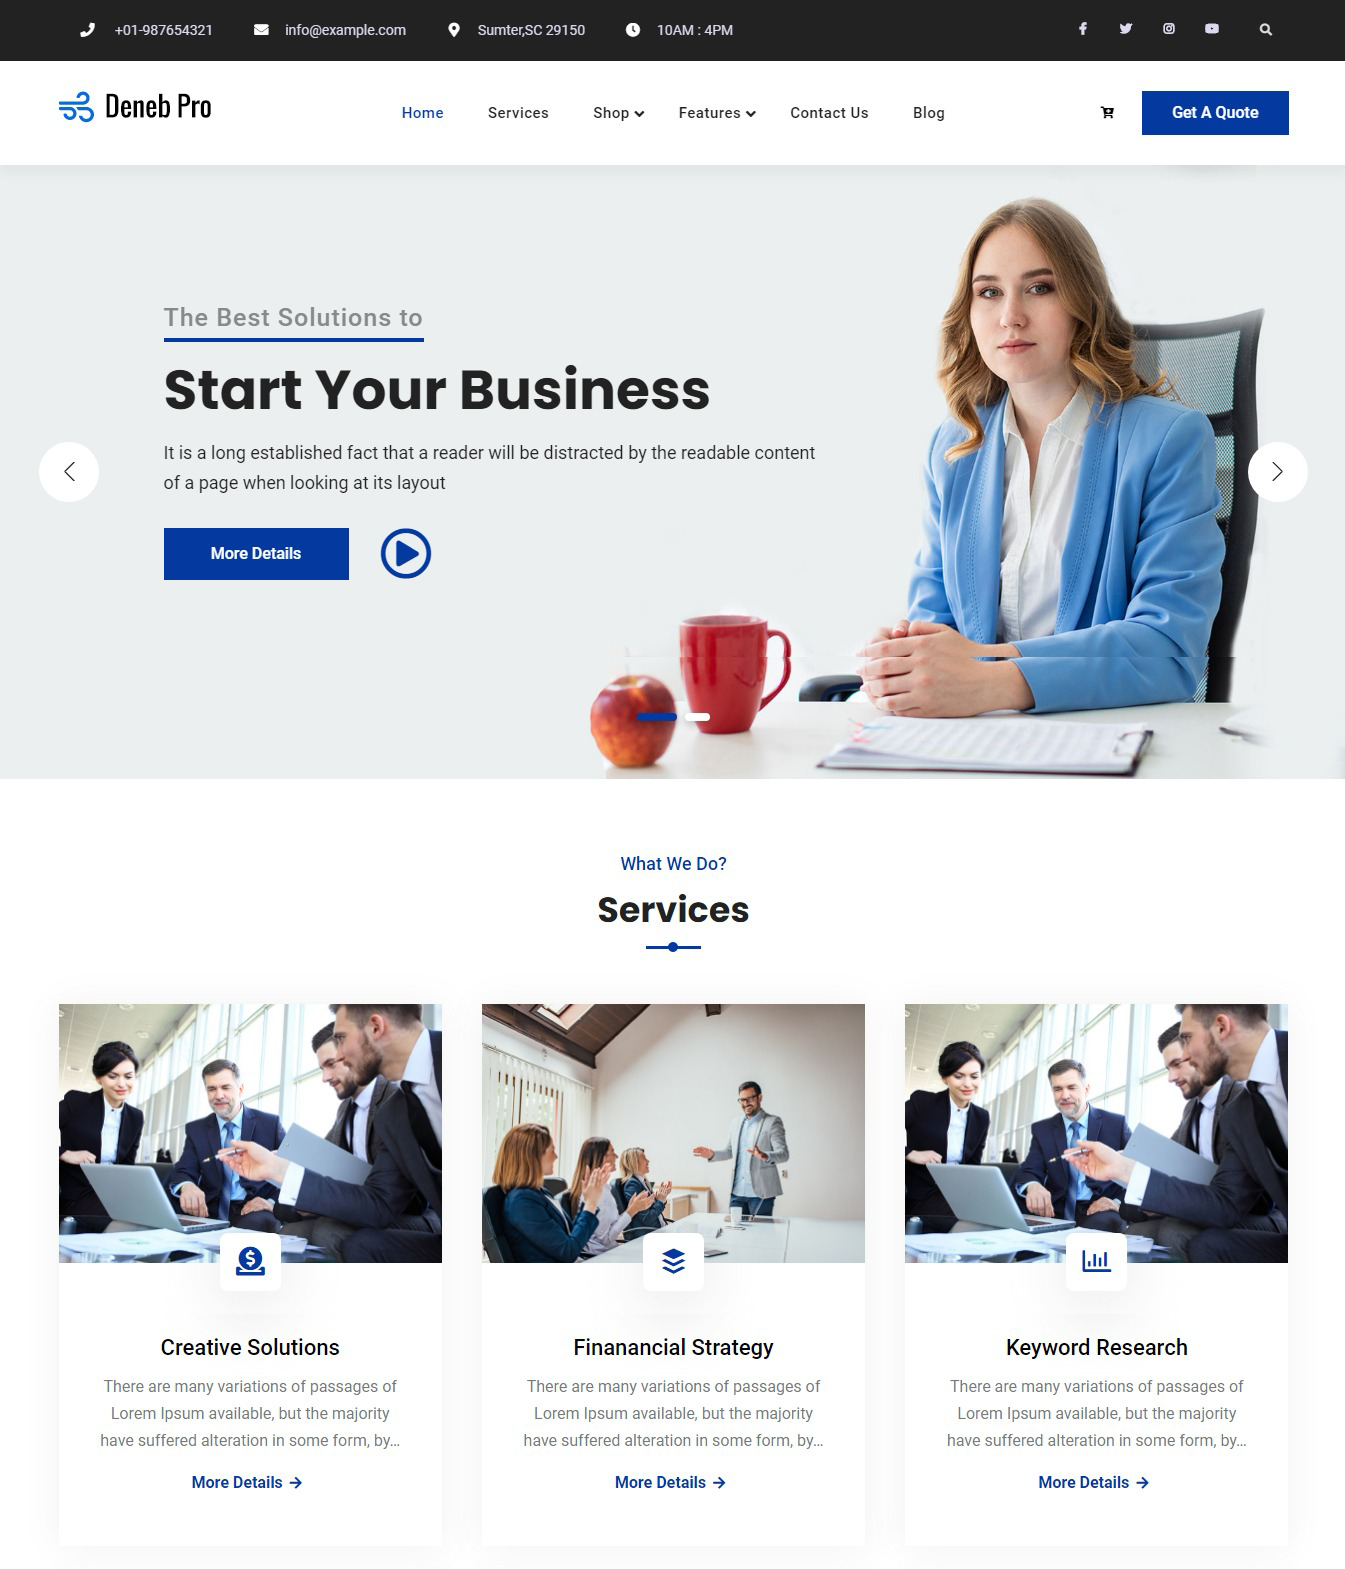 +01-987654321
info@example.com
Sumter,SC 29150
10AM : 4PM
Deneb Pro
Home
Services
Shop
Features
Contact Us
Blog
Get A Quote
The Best Solutions to
Start Your Business
It is a long established fact that a reader will be distracted by the readable content
of a page when looking at its layout
More Details
What We Do?
Services
Creative Solutions
There are many variations of passages of
Lorem Ipsum available, but the majority
have suffered alteration in some form, by...
More Details
Finanancial Strategy
There are many variations of passages of
Lorem Ipsum available, but the majority
have suffered alteration in some form, by...
More Details
Keyword Research
There are many variations of passages of
Lorem Ipsum available, but the majority
have suffered alteration in some form, by...
More Details